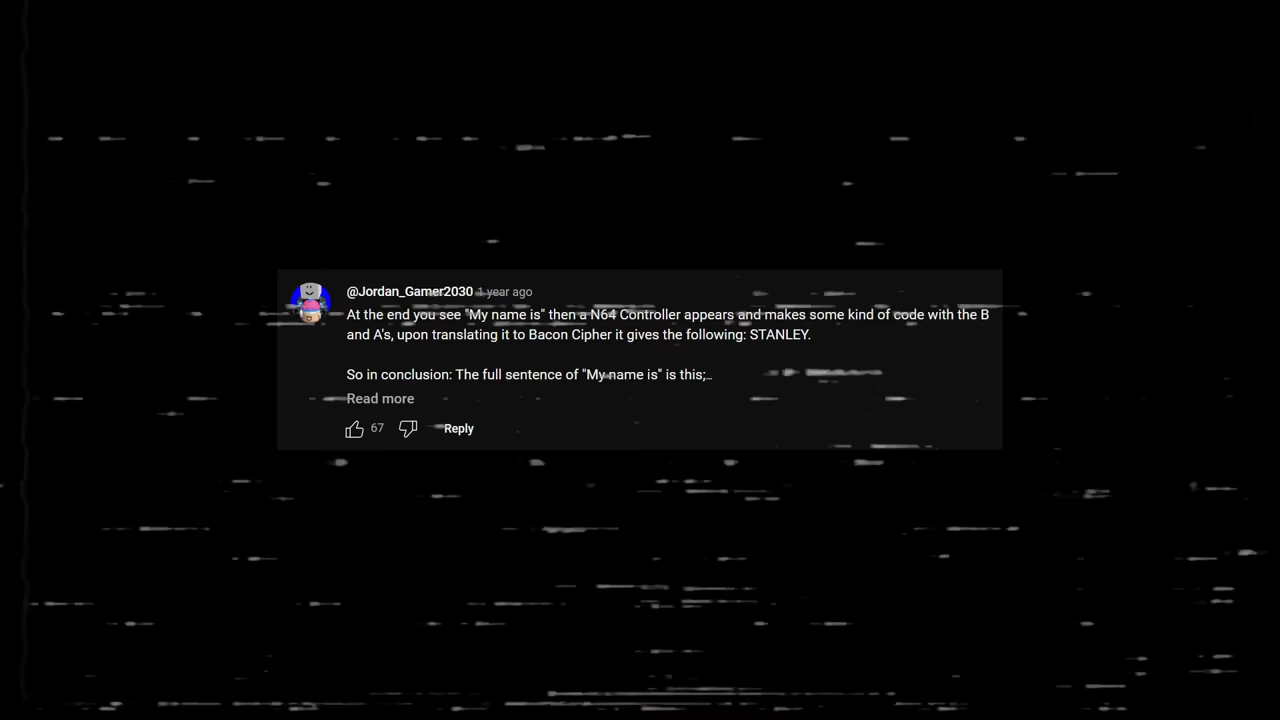 @Jordan_Gamer2030 1 year ago
At the end you see "My name is" then a N64 Controller appears and makes some kind of code with the B
and A's, upon translating it to Bacon Cipher it gives the following: STANLEY.
So in conclusion: The full sentence of "My name is" is this;..
Read more
67 Reply